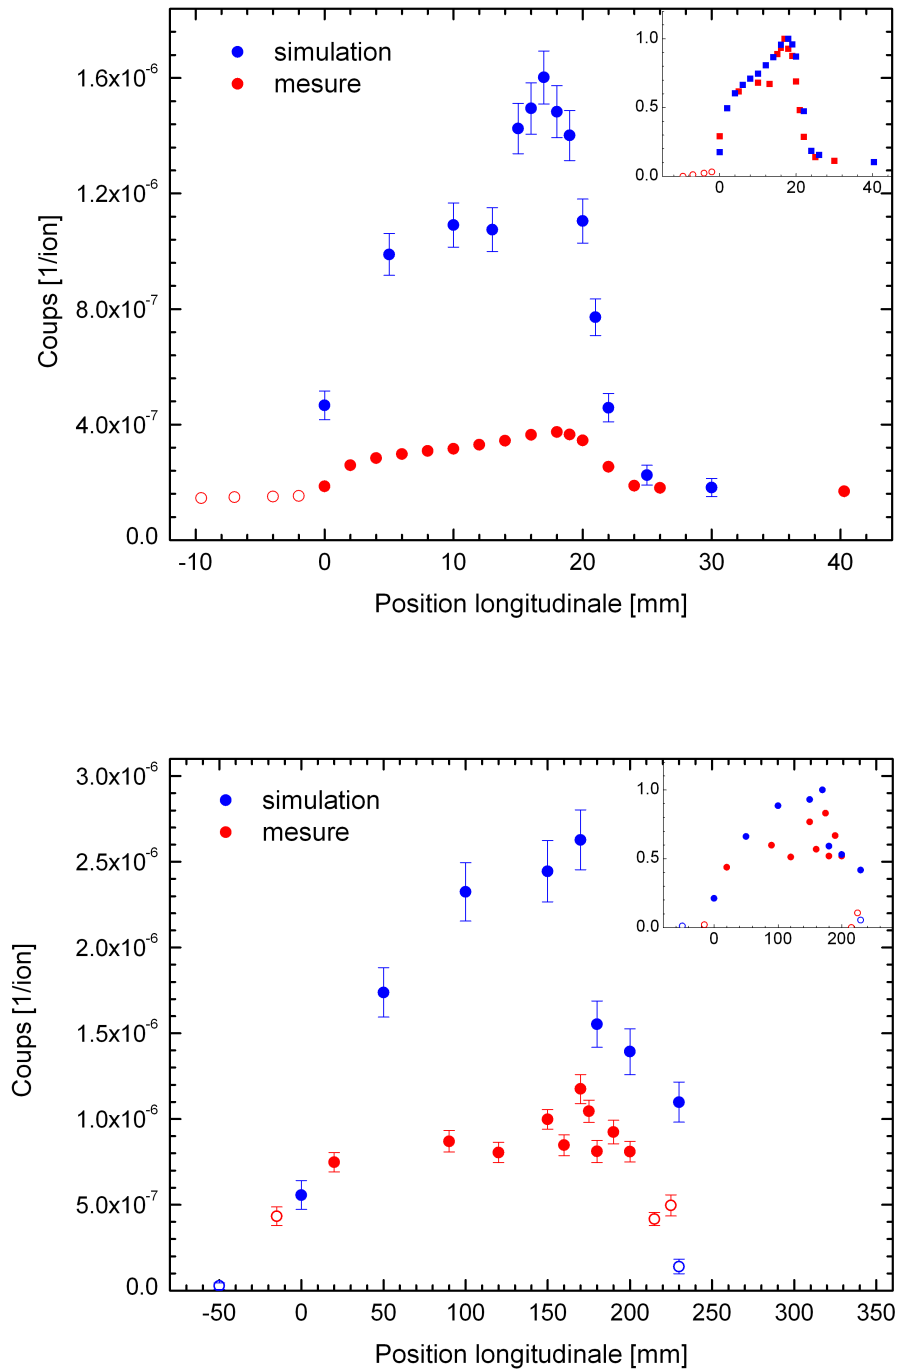 simulation
mesure
1.6x10-6
1.2x10-6
8.0x10-7
4.0x10-7
0.0
Coups [1/ion]
-10 0 10 20 30 40
Position longitudinale [mm]
1.0
0.5
0.0
0 20 40
simulation
mesure
3.0x10-6
2.5x10-6
2.0x10-6
1.5x10-6
1.0x10-6
5.0x10-7
0.0
Coups [1/ion]
-50 0 50 100 150 200 250 300 350
Position longitudinale [mm]
1.0
0.5
0.0
0 100 200